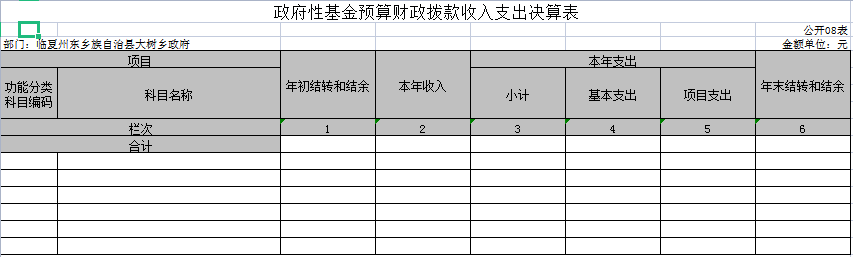 政府性基金预算财政拨款收入支出决算表
公开08表
部门：临夏州东乡族自治县大树乡政府 金额单位：元
项目 年初结转和结余 本年收入 本年支出 年末结转和结余
功能分类
科目编码 科目名称 小计 基本支出 项目支出
栏次 1 2 3 4 5 6
合计